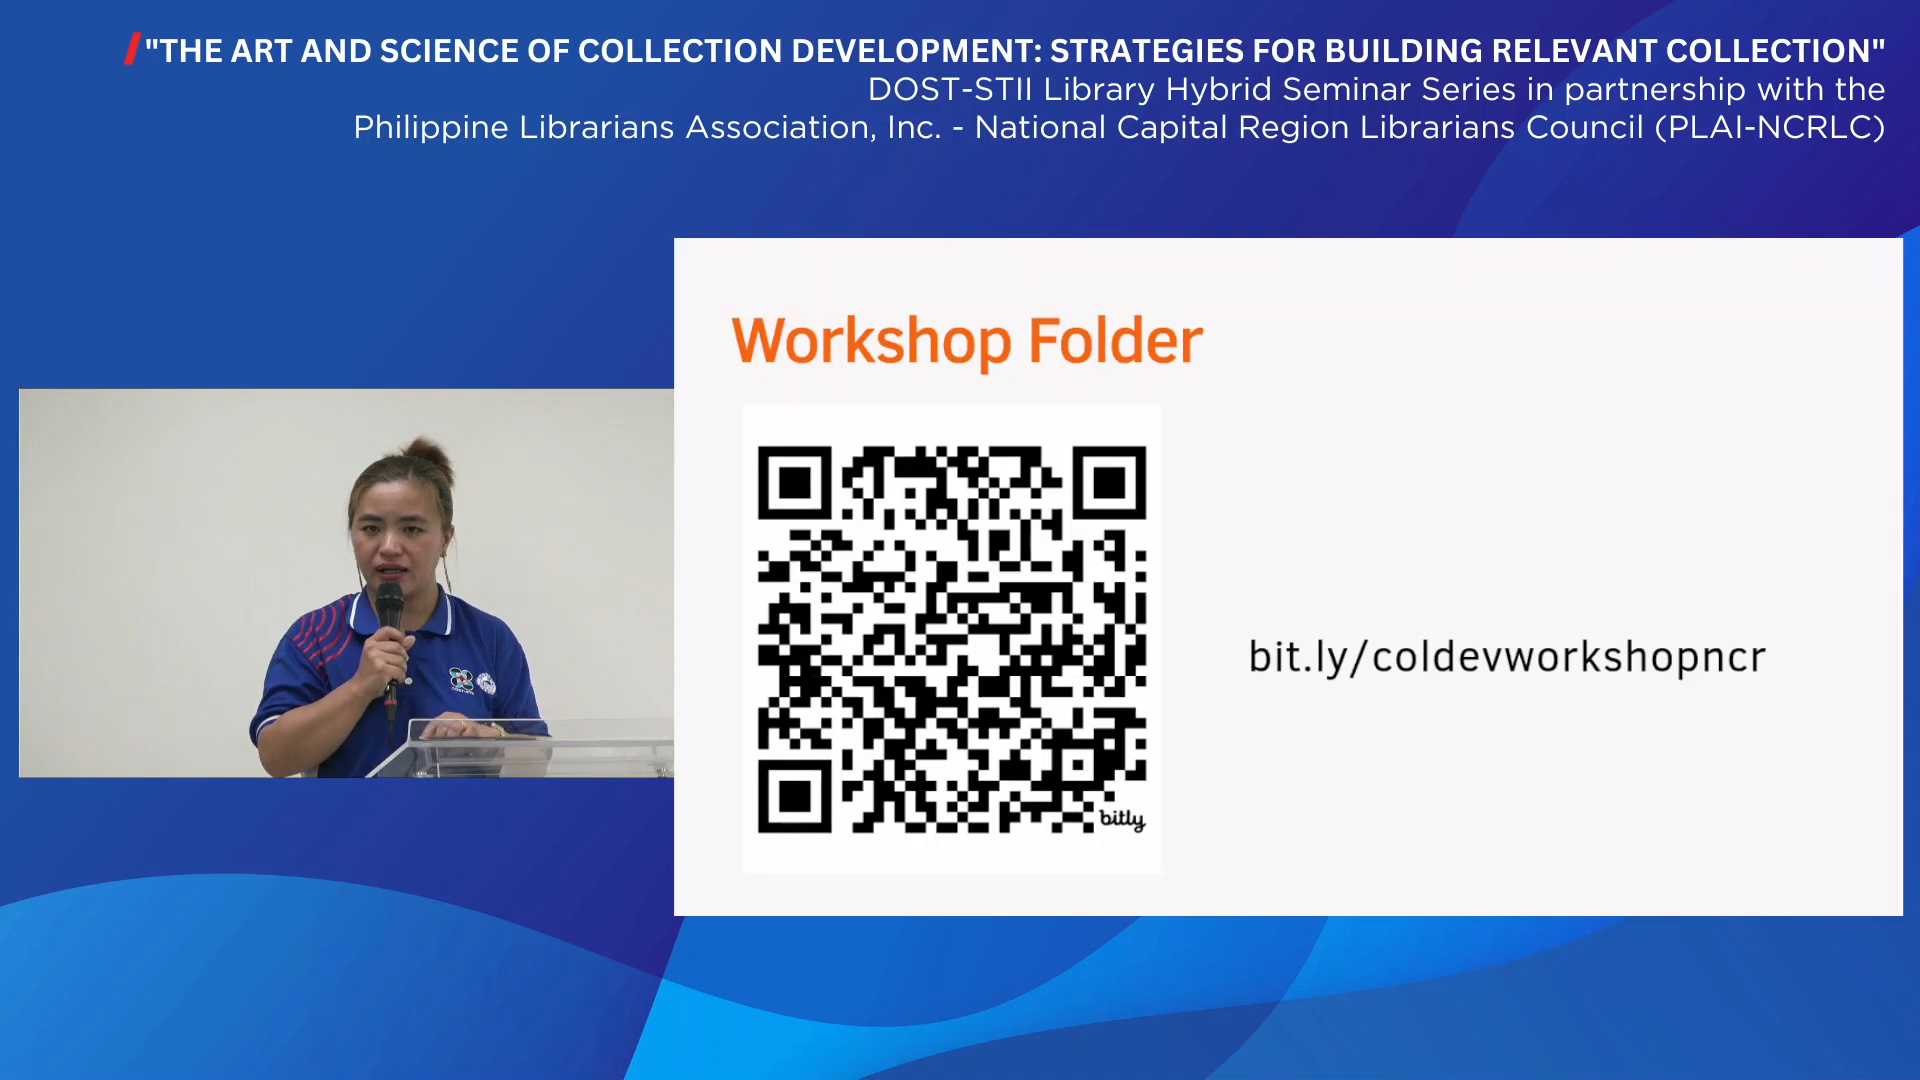 "THE ART AND SCIENCE OF COLLECTION DEVELOPMENT: STRATEGIES FOR BUILDING RELEVANT COLLECTION"
DOST-STII Library Hybrid Seminar Series in partnership with the
Philippine Librarians Association, Inc. - National Capital Region Librarians Council (PLAI-NCRLC)
Workshop Folder
bit.ly/coldevworkshopncr
bitly